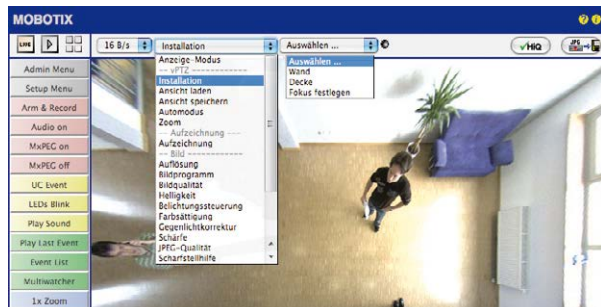 MOBOTIX
LIVE
16 B/s
Installation
Auswählen ...
HiQ
JPG
Admin Menu
Setup Menu
Arm & Record
Audio on
MxPEG on
MxPEG off
UC Event
LEDs Blink
Play Sound
Play Last Event
Event List
Multiwatcher
1x Zoom
Anzeige-Modus
-- vPTZ ------------
Installation
Ansicht laden
Ansicht speichern
Automodus
Zoom
-- Aufzeichnung ---
Aufzeichnung
-- Bild ------------
Auflösung
Bildprogramm
Bildqualität
Helligkeit
Belichtungssteuerung
Farbsättigung
Gegenlichtkorrektur
Schärfe
JPEG-Qualität
Scharfstellhilfe
Auswählen ...
Wand
Decke
Fokus festlegen